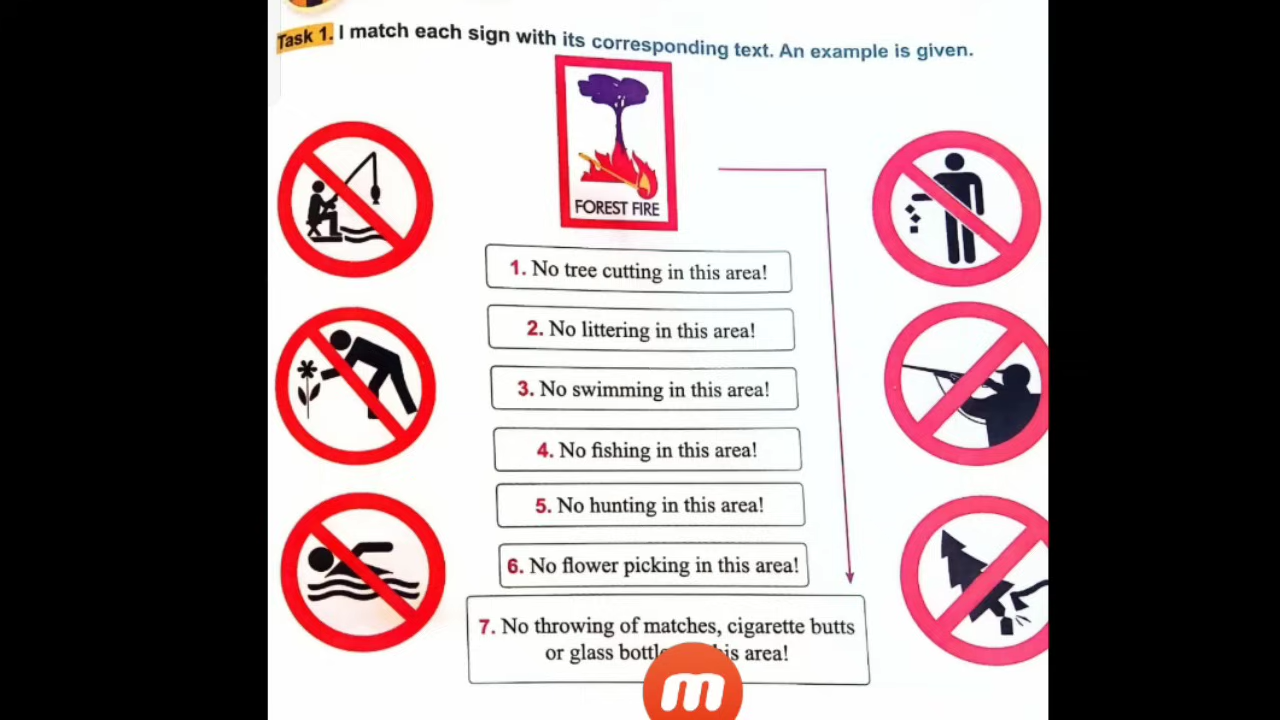 Task 1. I match each sign with its corresponding text. An example is given.
FOREST FIRE
1. No tree cutting in this area!
2. No littering in this area!
3. No swimming in this area!
4. No fishing in this area!
5. No hunting in this area!
6. No flower picking in this area!
7. No throwing of matches, cigarette butts
or glass area!
m